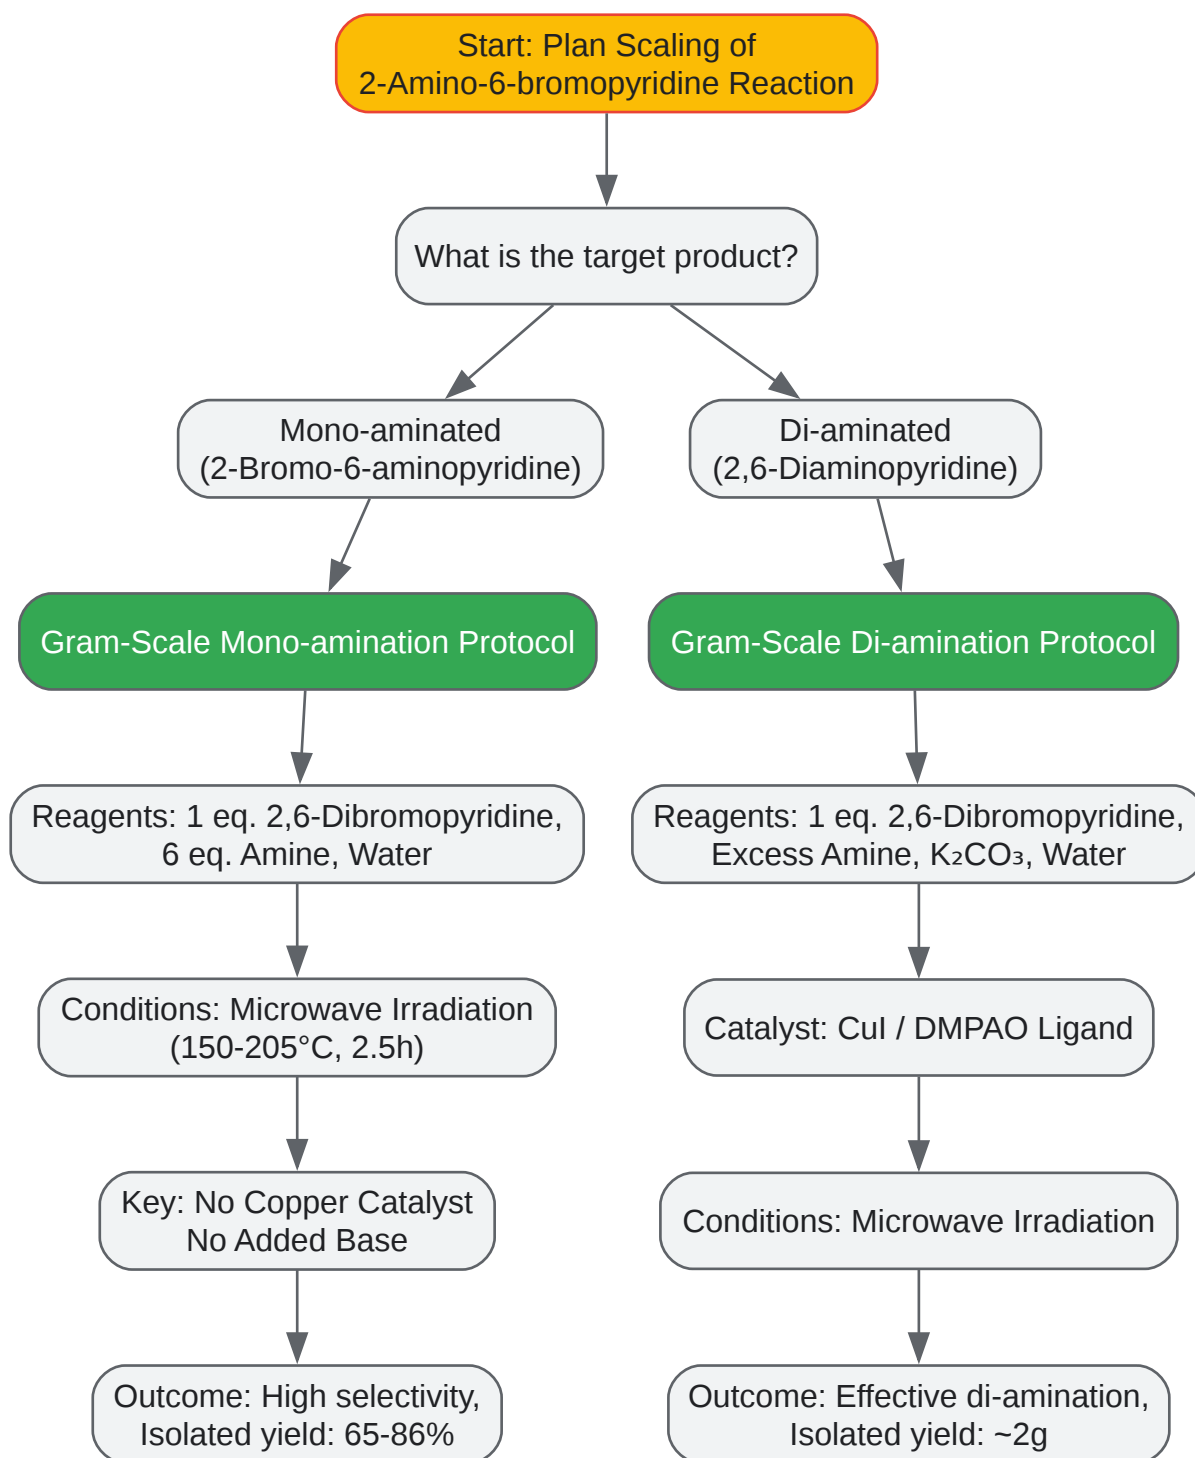 Start: Plan Scaling of
2-Amino-6-bromopyridine Reaction
What is the target product?
Mono-aminated
(2-Bromo-6-aminopyridine)
Di-aminated
(2,6-Diaminopyridine)
Gram-Scale Mono-amination Protocol
Gram-Scale Di-amination Protocol
Reagents: 1 eq. 2,6-Dibromopyridine,
6 eq. Amine, Water
Reagents: 1 eq. 2,6-Dibromopyridine,
Excess Amine, K₂CO₃, Water
Conditions: Microwave Irradiation
(150-205°C, 2.5h)
Catalyst: CuI / DMPAO Ligand
Key: No Copper Catalyst
No Added Base
Conditions: Microwave Irradiation
Outcome: High selectivity,
Isolated yield: 65-86%
Outcome: Effective di-amination,
Isolated yield: ~2g